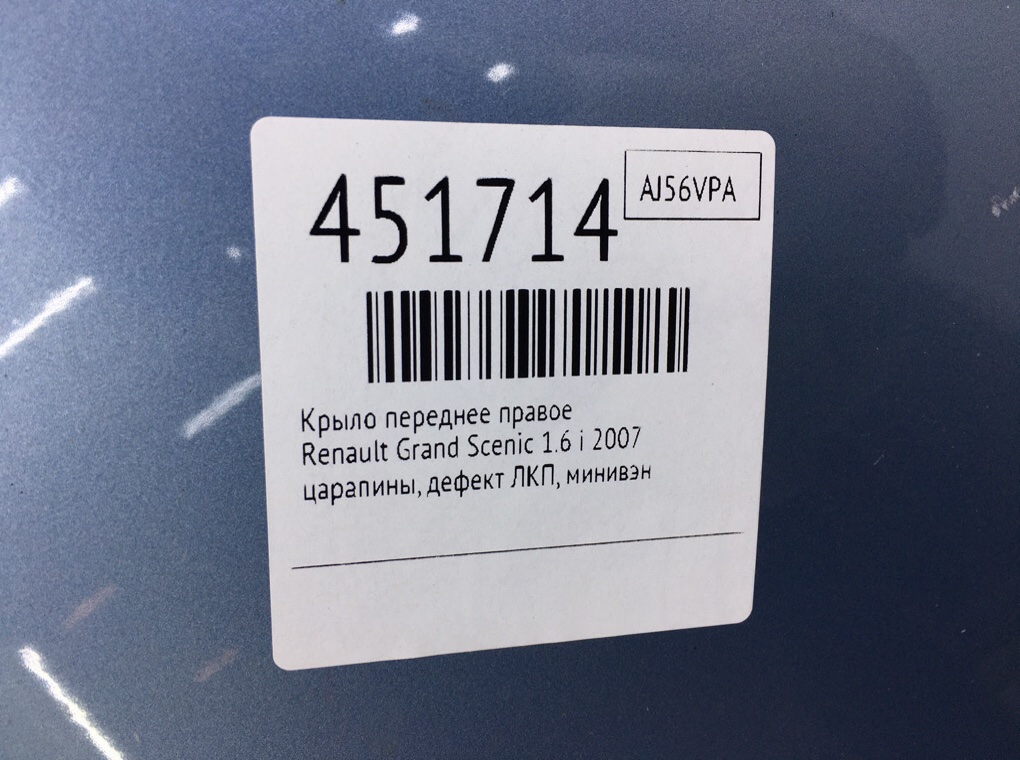 451714
AJ56VPA
Крыло переднее правое
Renault Grand Scenic 1.6 i 2007
царапины, дефект ЛКП, минивэн